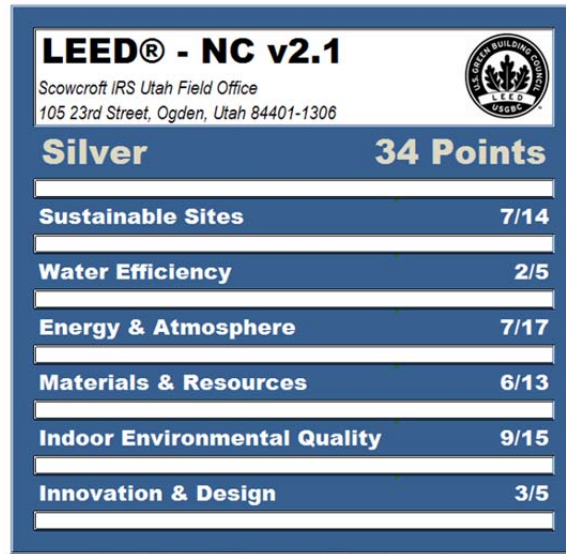 LEED® - NC v2.1
Scowcroft IRS Utah Field Office
105 23rd Street, Ogden, Utah 84401-1306
U.S. GREEN BUILDING COUNCIL
LEED
USGBC
Silver 34 Points
Sustainable Sites 7/14
Water Efficiency 2/5
Energy & Atmosphere 7/17
Materials & Resources 6/13
Indoor Environmental Quality 9/15
Innovation & Design 3/5